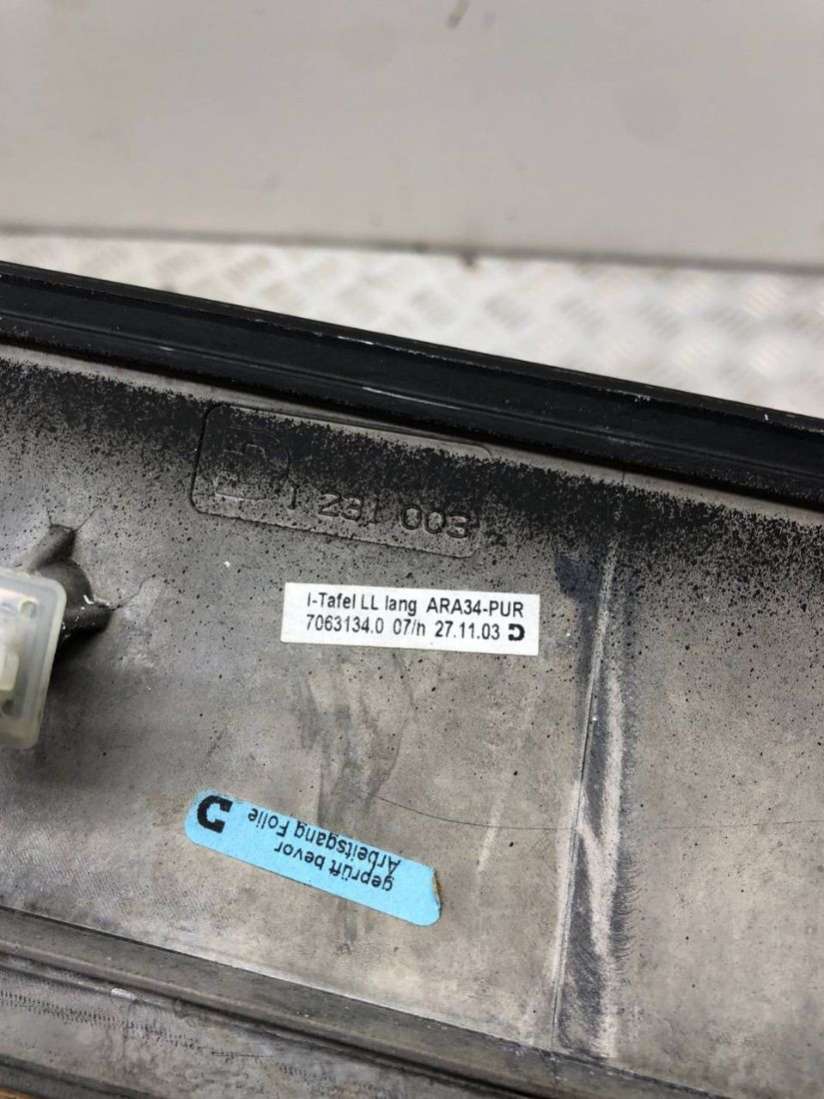 1 231 003
I-Tafel LL lang ARA34-PUR
7063134.0 07/h 27.11.03
geprüft bevor
Arbeitsgang Folie